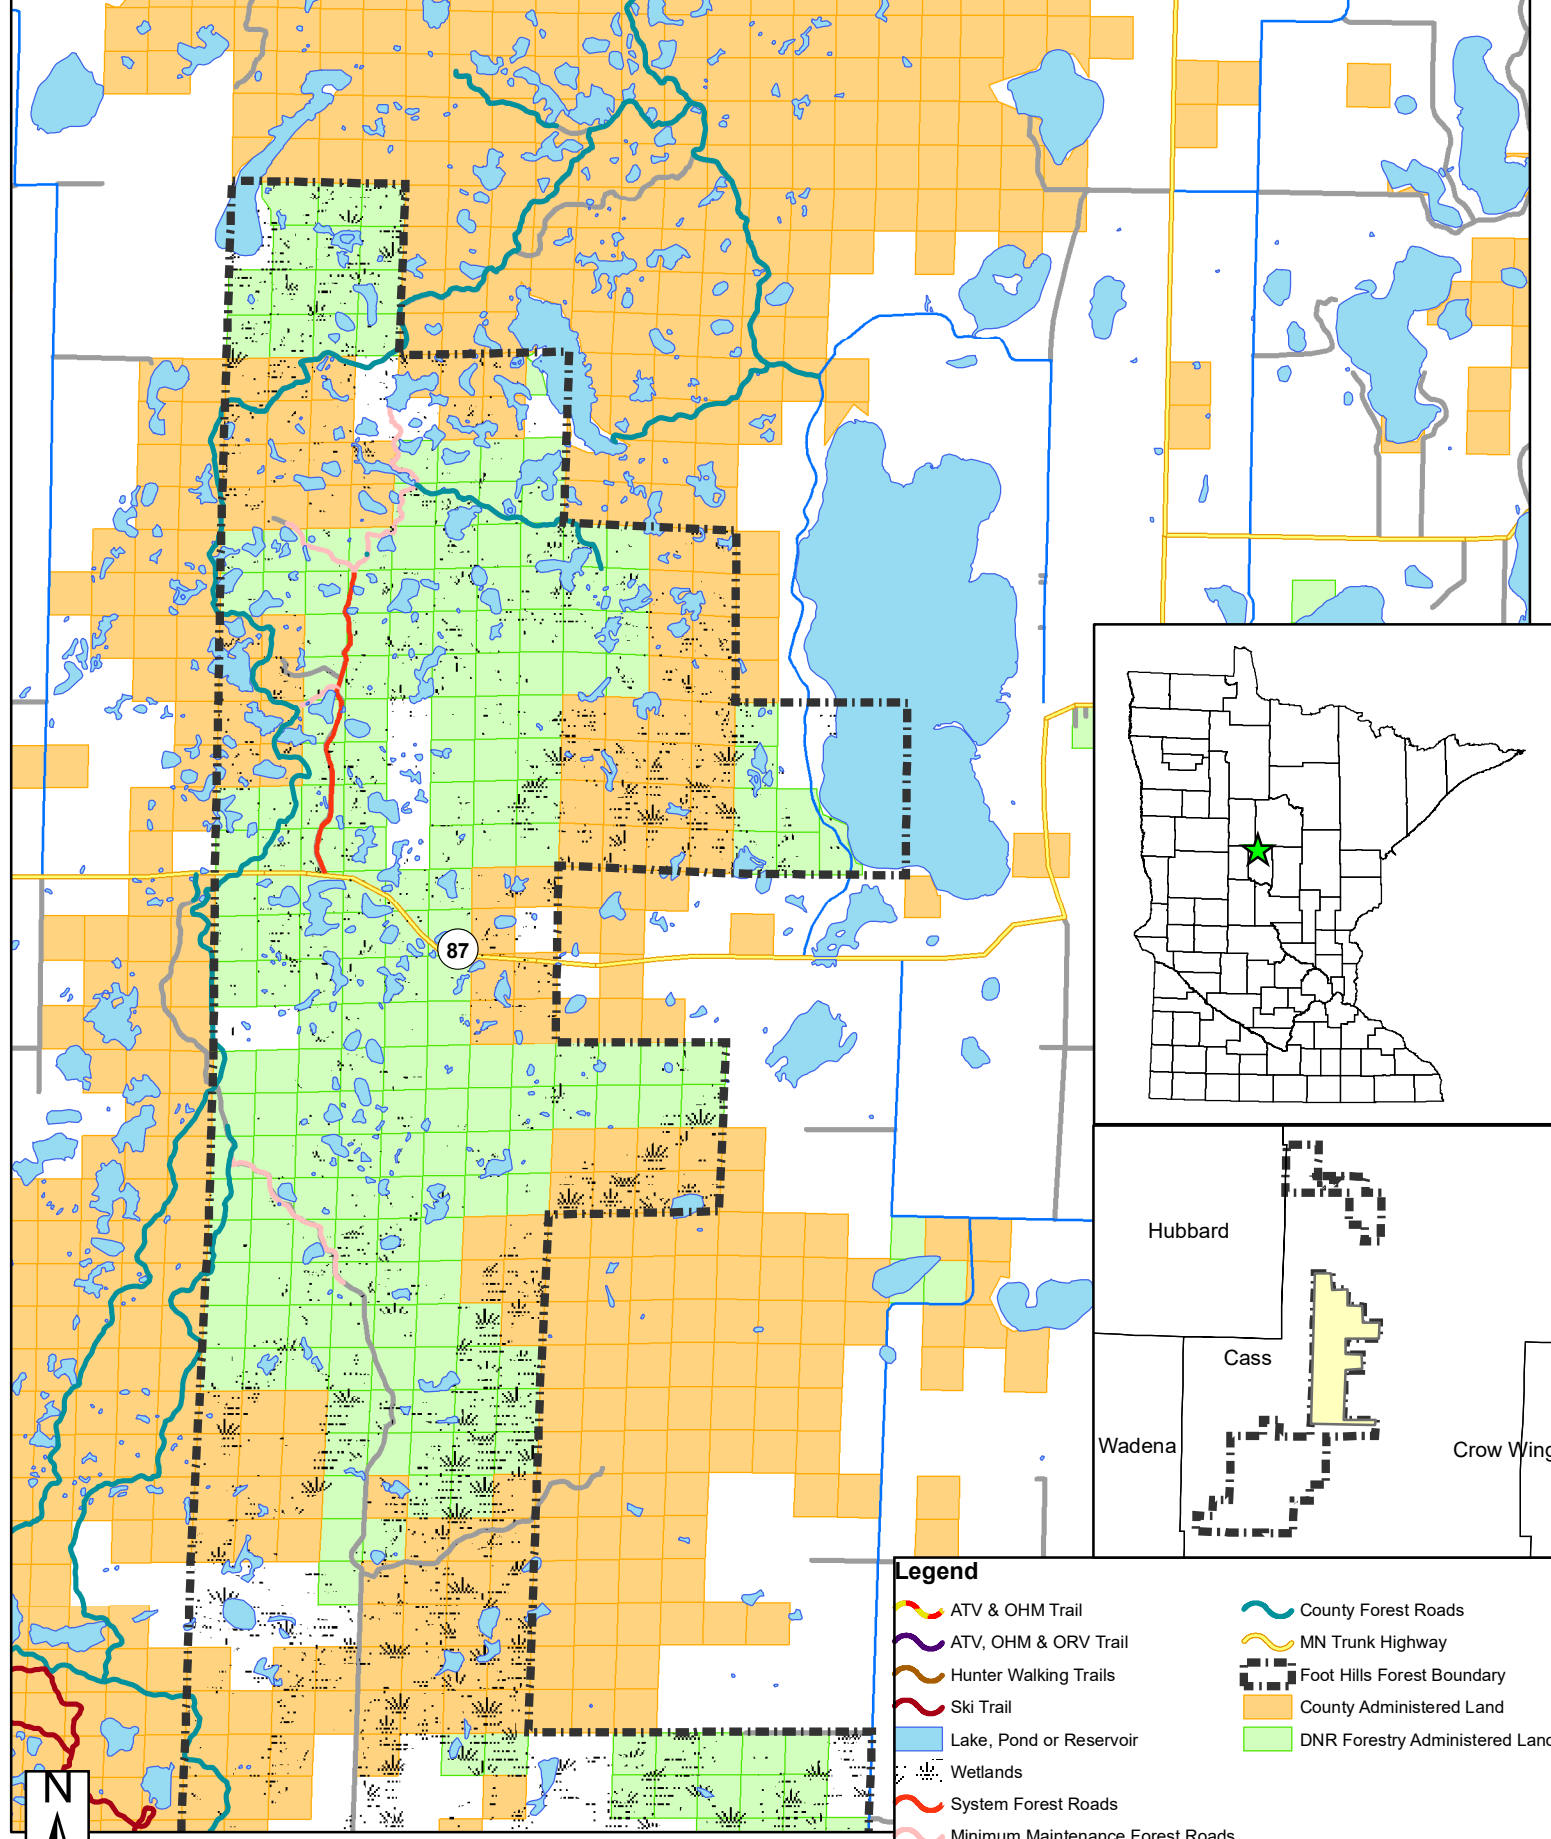 87
Hubbard
Cass
Wadena
Crow Wing
Legend
ATV & OHM Trail
ATV, OHM & ORV Trail
Hunter Walking Trails
Ski Trail
Lake, Pond or Reservoir
Wetlands
System Forest Roads
Minimum Maintenance Forest Roads
County Forest Roads
MN Trunk Highway
Foot Hills Forest Boundary
County Administered Land
DNR Forestry Administered Land
N